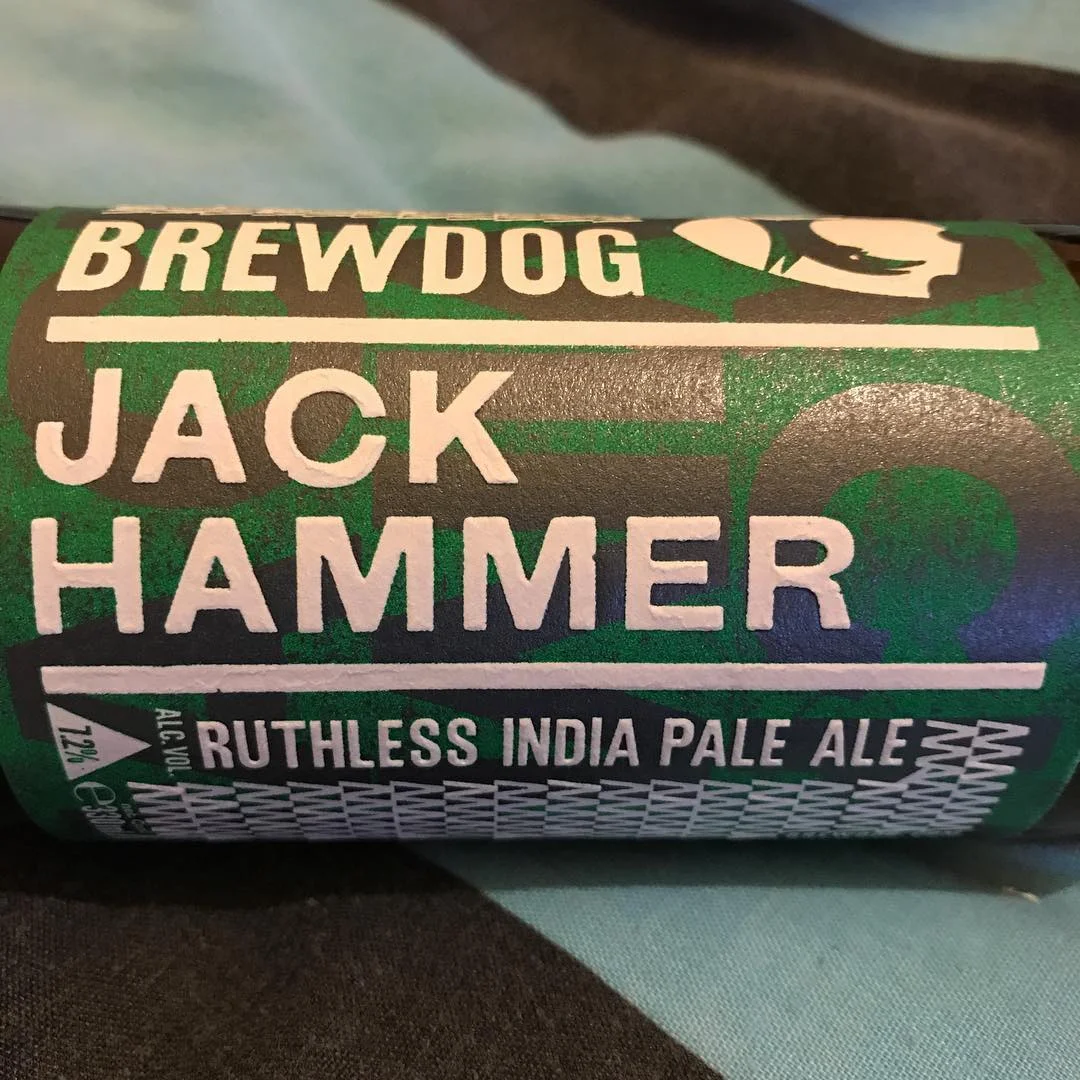 BREWDOG
JACK
HAMMER
7.2%
ALC. VOL.
RUTHLESS INDIA PALE ALE